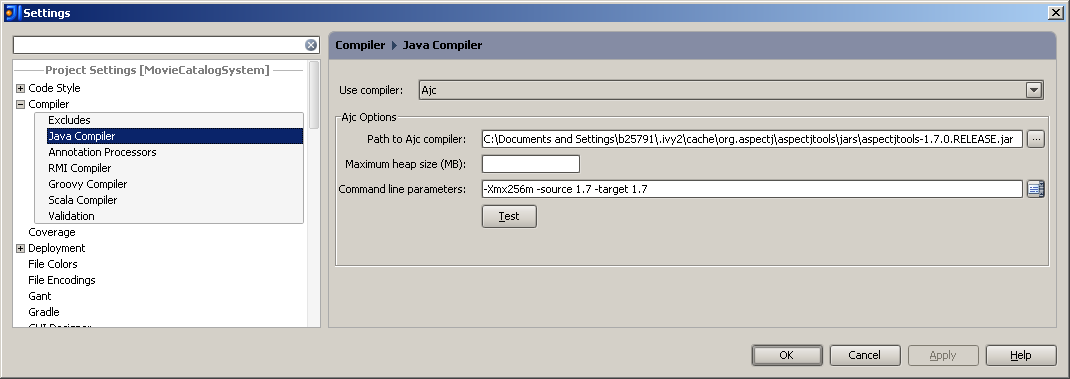 Settings
Project Settings [MovieCatalogSystem]
Code Style
Compiler
Excludes
Java Compiler
Annotation Processors
RMI Compiler
Groovy Compiler
Scala Compiler
Validation
Coverage
Deployment
File Colors
File Encodings
Gant
Gradle
GUI Designer
Compiler Java Compiler
Use compiler: Ajc
Ajc Options
Path to Ajc compiler: C:\Documents and Settings\b25791\.ivy2\cache\org.aspectj\aspectjtools\jars\aspectjtools-1.7.0.RELEASE.jar ...
Maximum heap size (MB):
Command line parameters: -Xmx256m -source 1.7 -target 1.7
Test
OK Cancel Apply Help